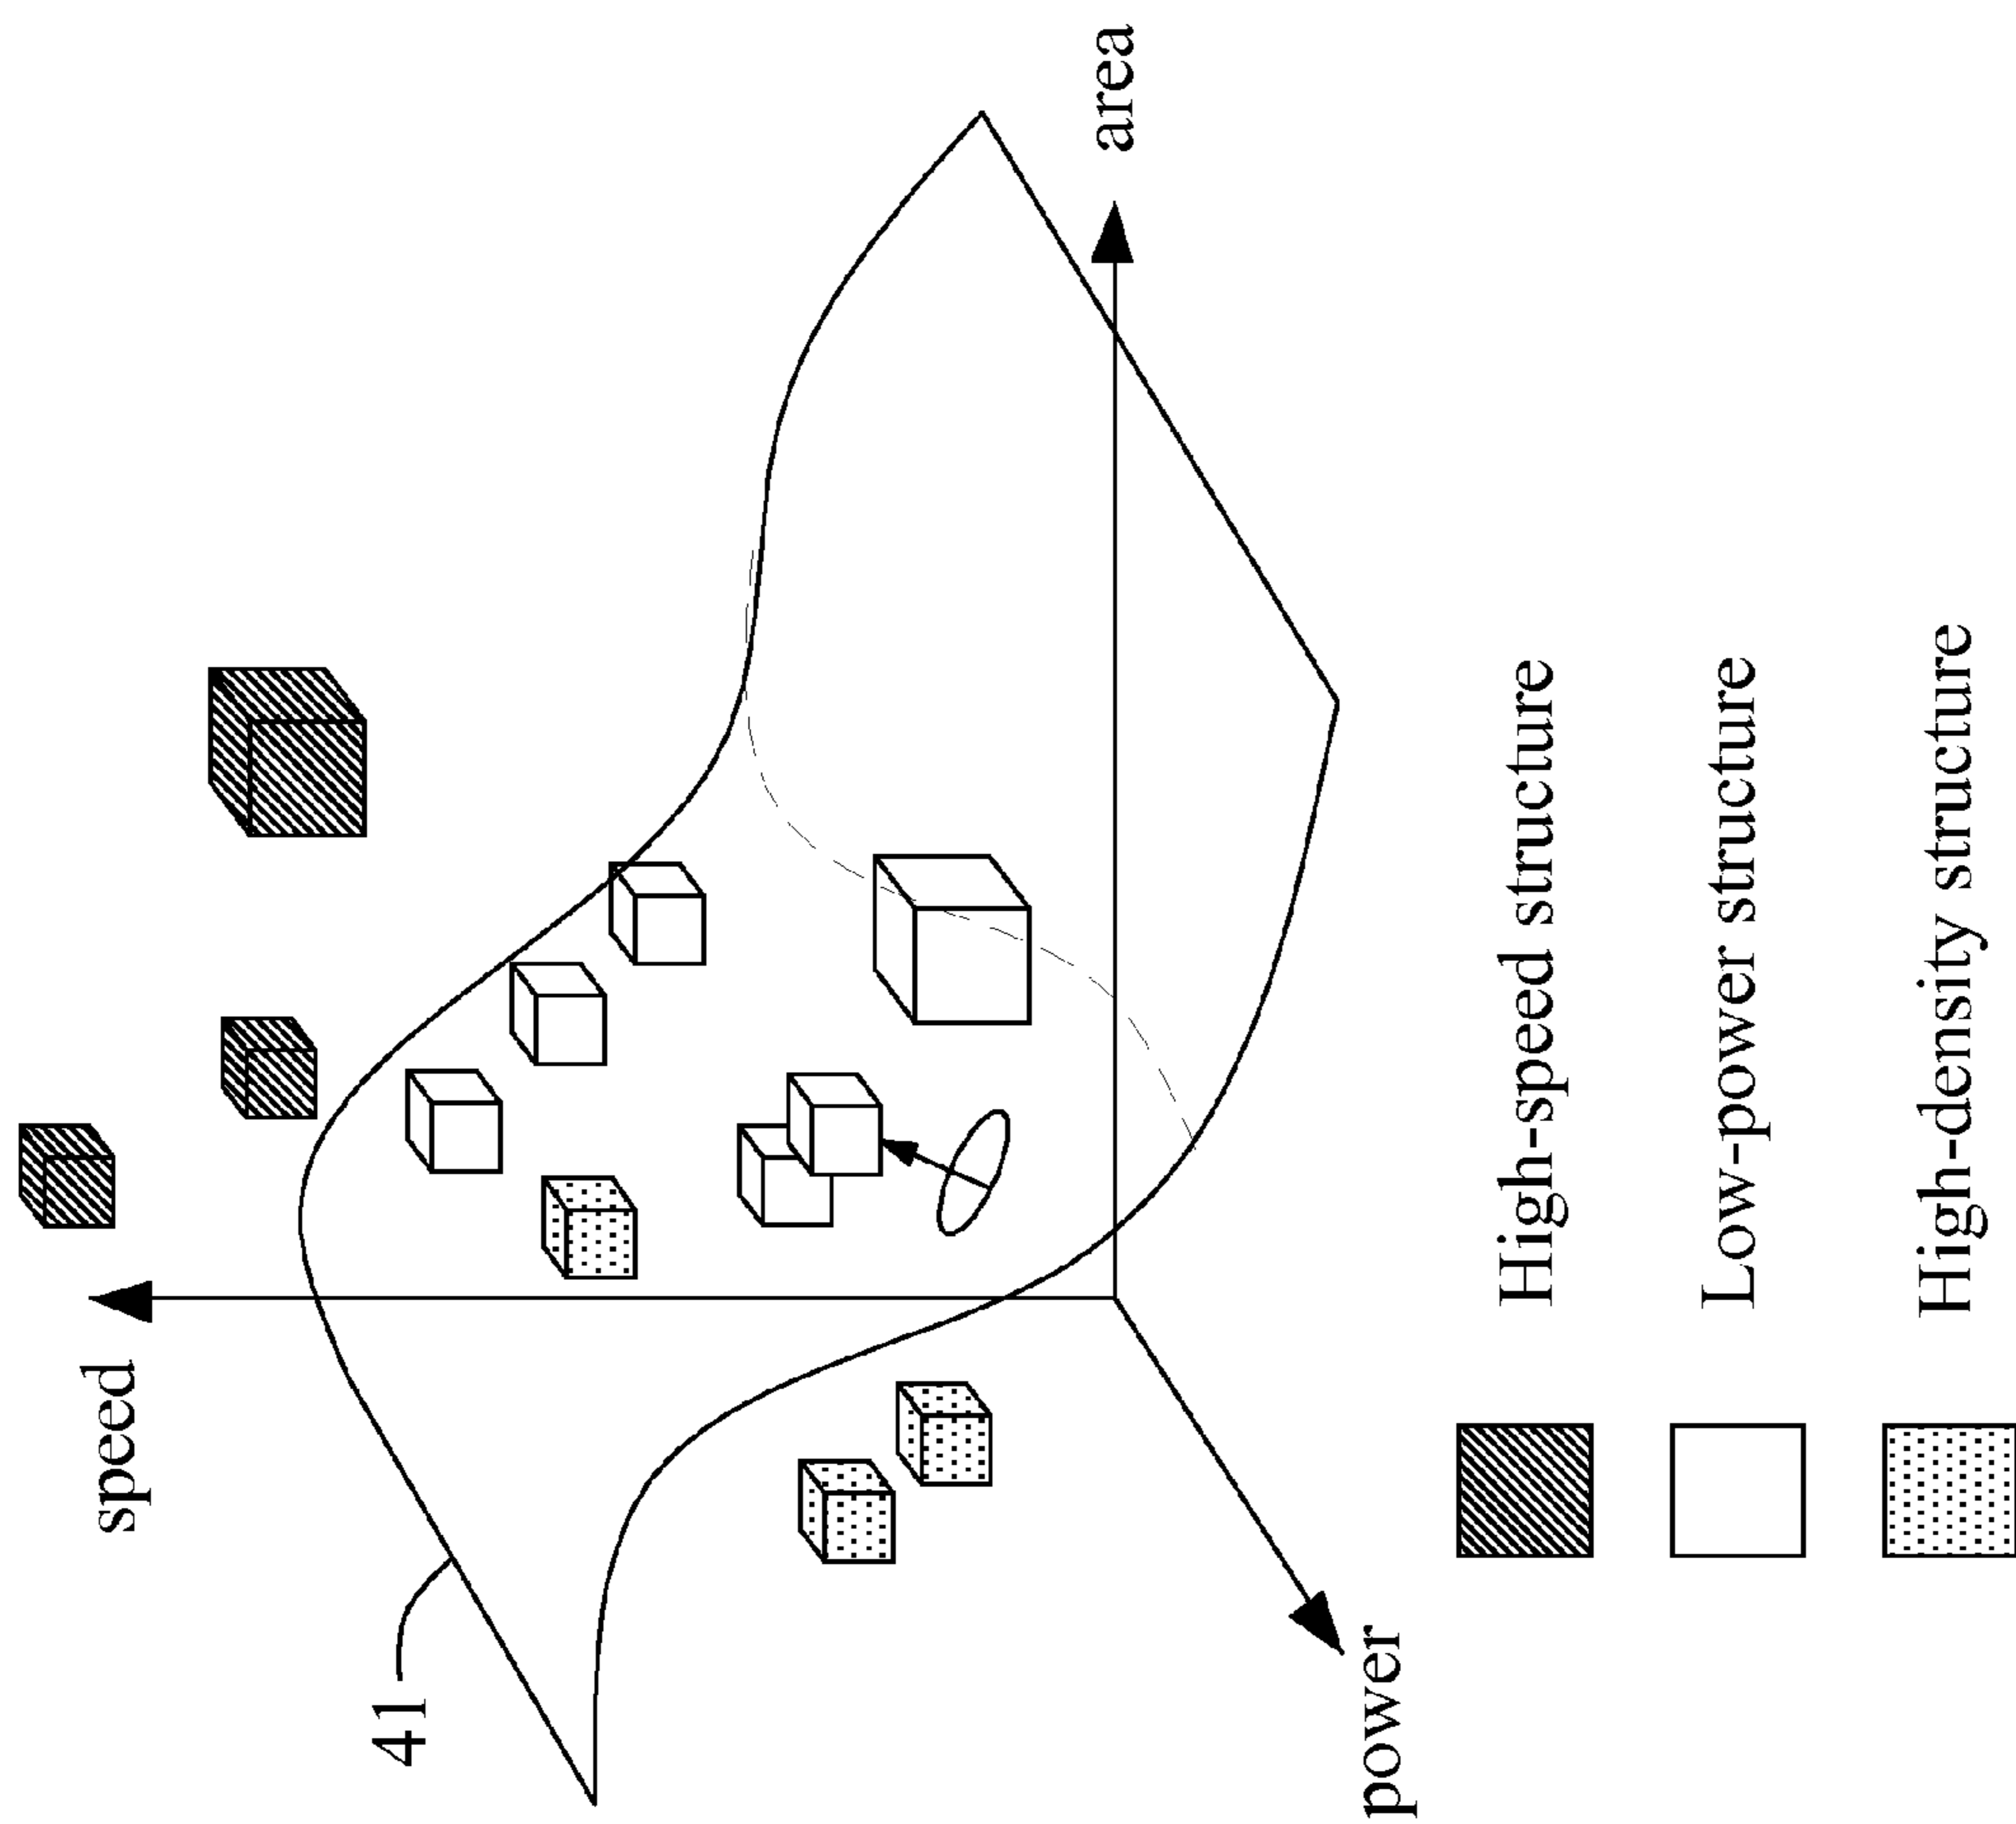 speed
41
area
power
High-speed structure
Low-power structure
High-density structure